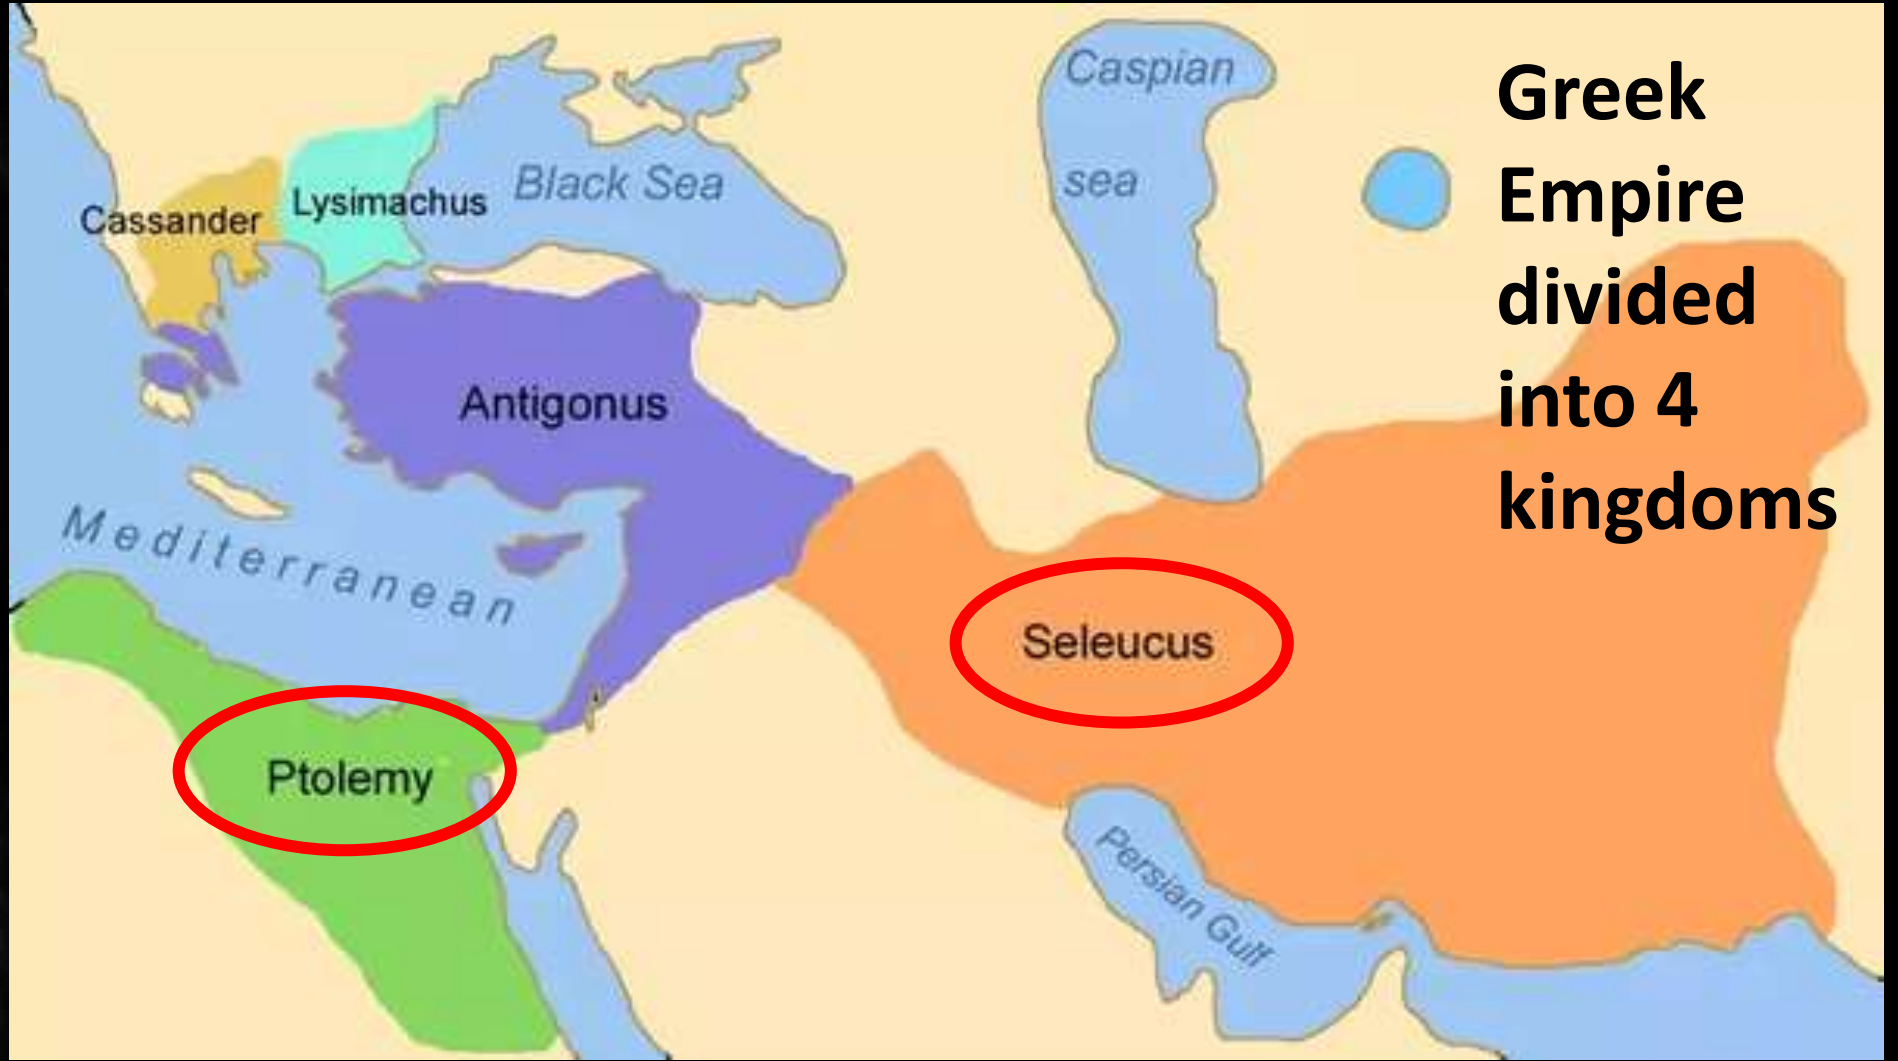 Greek
Empire
divided
into 4
kingdoms
Caspian
sea
Black Sea
Lysimachus
Cassander
Antigonus
Mediterranean
Seleucus
Ptolemy
Persian Gulf